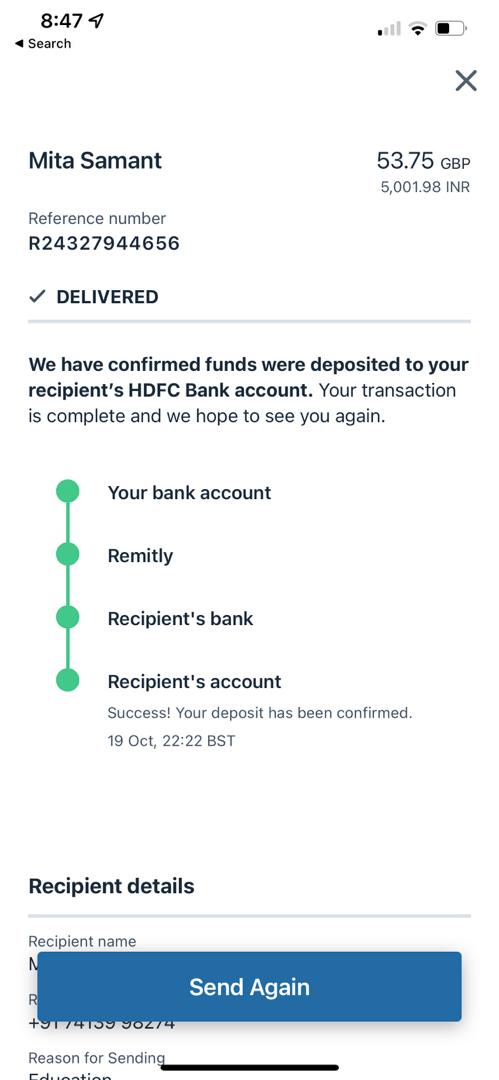 8:47
◀ Search
Mita Samant
53.75 GBP
5,001.98 INR
Reference number
R24327944656
DELIVERED
We have confirmed funds were deposited to your
recipient's HDFC Bank account. Your transaction
is complete and we hope to see you again.
Your bank account
Remitly
Recipient's bank
Recipient's account
Success! Your deposit has been confirmed.
19 Oct, 22:22 BST
Recipient details
Recipient name
Send Again
+91 74139 98274
Reason for Sending
Education